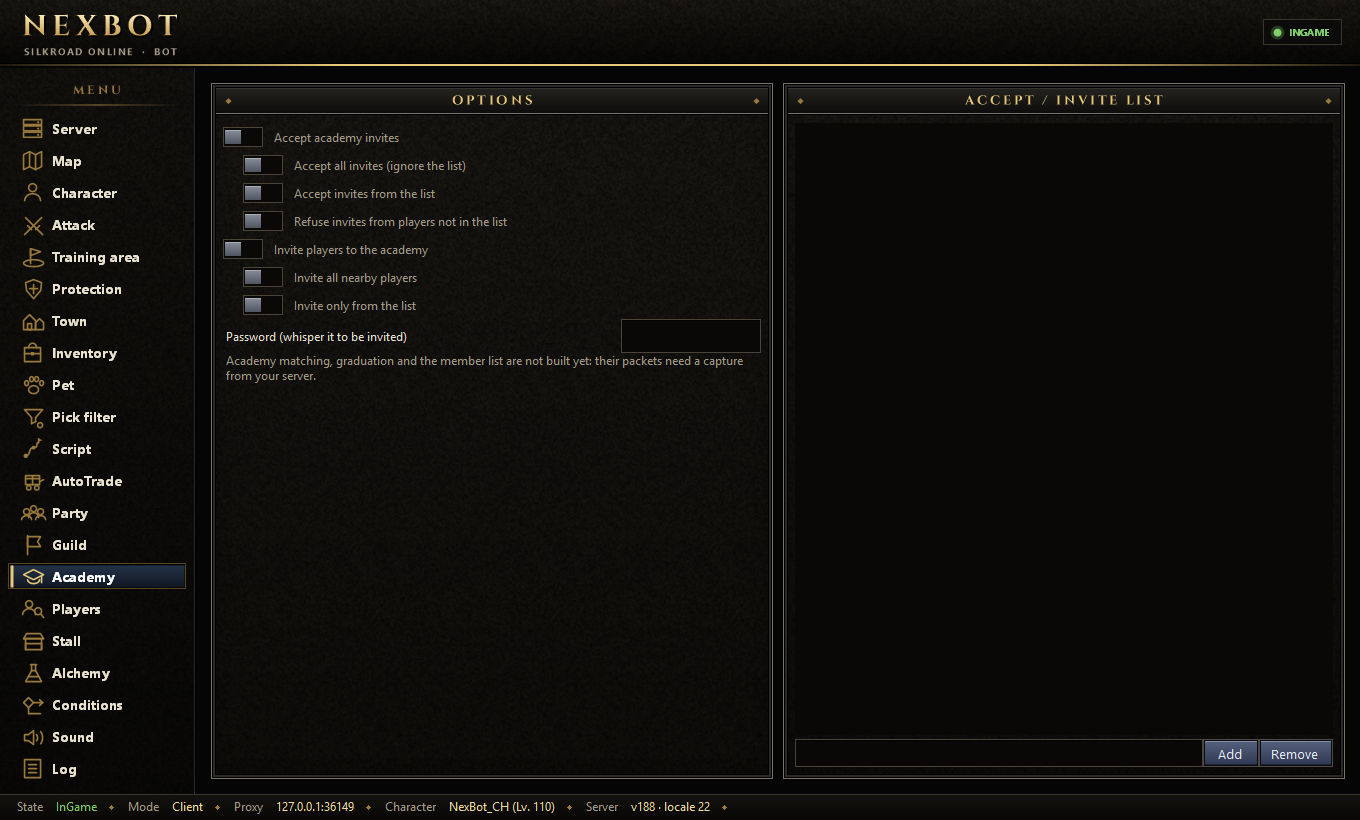 NEXBOT
SILKROAD ONLINE · BOT
INGAME
MENU
Server
Map
Character
Attack
Training area
Protection
Town
Inventory
Pet
Pick filter
Script
AutoTrade
Party
Guild
Academy
Players
Stall
Alchemy
Conditions
Sound
Log
OPTIONS
Accept academy invites
Accept all invites (ignore the list)
Accept invites from the list
Refuse invites from players not in the list
Invite players to the academy
Invite all nearby players
Invite only from the list
Password (whisper it to be invited)
Academy matching, graduation and the member list are not built yet: their packets need a capture
from your server.
ACCEPT / INVITE LIST
Add Remove
State InGame Mode Client Proxy 127.0.0.1:36149 Character NexBot_CH (Lv. 110) Server v188 · locale 22